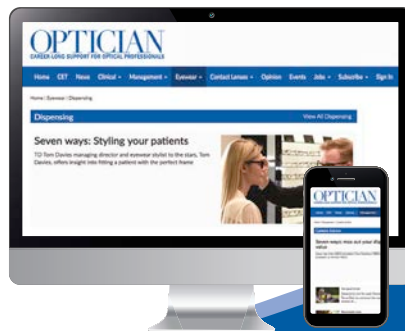 OPTICIAN
CAREER-LONG SUPPORT FOR OPTICAL PROFESSIONALS
Home CET News Clinical Management Eyewear Contact Lenses Opinion Events Jobs Subscribe Sign In
Home | Eyewear | Dispensing
Dispensing View All Dispensing
Seven ways: Styling your patients
TD Tom Davies managing director and eyewear stylist to the stars, Tom
Davies, offers insight into fitting a patient with the perfect frame
OPTICIAN
Seven ways: miss out your
value